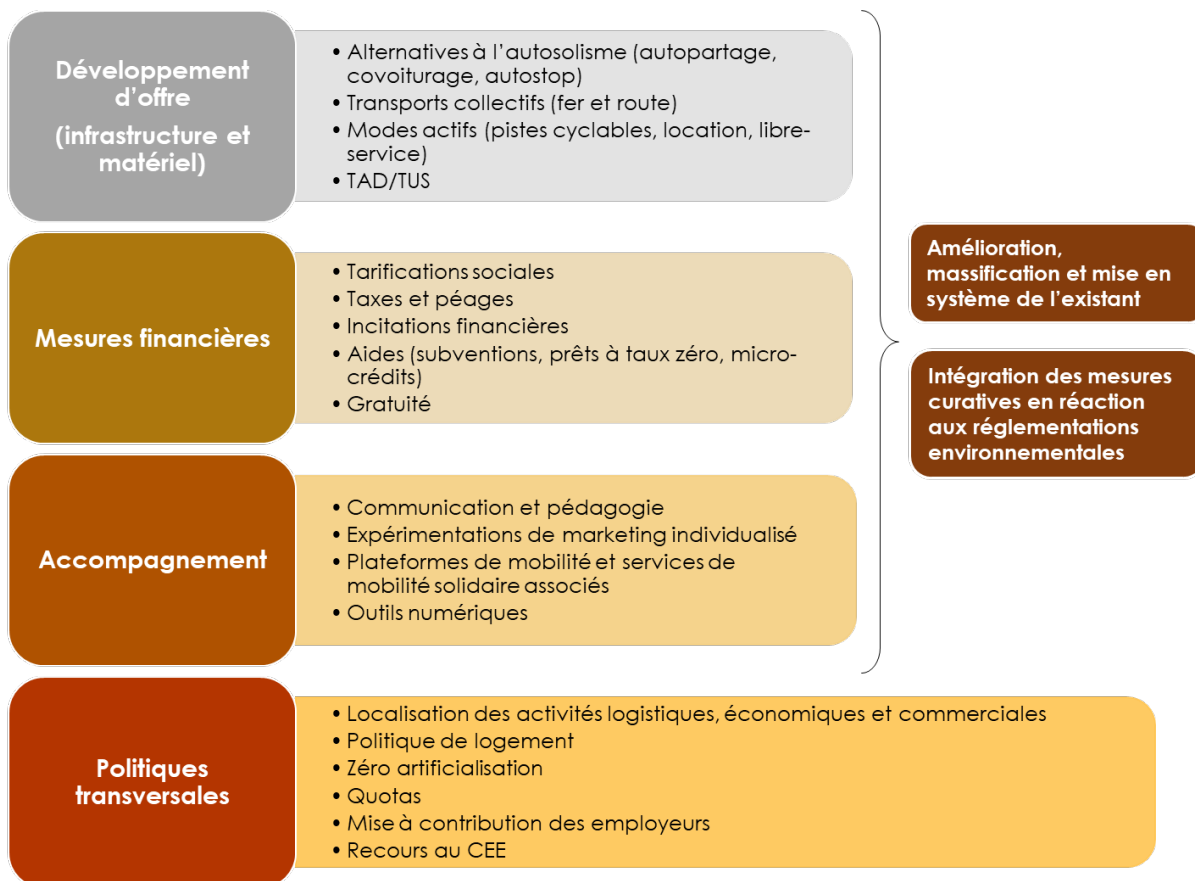 Développement
d'offre
(infrastructure et
matériel)
• Alternatives à l'autosolisme (autopartage,
covoiturage, autostop)
• Transports collectifs (fer et route)
• Modes actifs (pistes cyclables, location, libre-
service)
• TAD/TUS
Mesures financières
• Tarifications sociales
• Taxes et péages
• Incitations financières
• Aides (subventions, prêts à taux zéro, micro-
crédits)
• Gratuité
Accompagnement
• Communication et pédagogie
• Expérimentations de marketing individualisé
• Plateformes de mobilité et services de
mobilité solidaire associés
• Outils numériques
Amélioration,
massification et mise en
système de l'existant
Intégration des mesures
curatives en réaction
aux réglementations
environnementales
Politiques
transversales
• Localisation des activités logistiques, économiques et commerciales
• Politique de logement
• Zéro artificialisation
• Quotas
• Mise à contribution des employeurs
• Recours au CEE